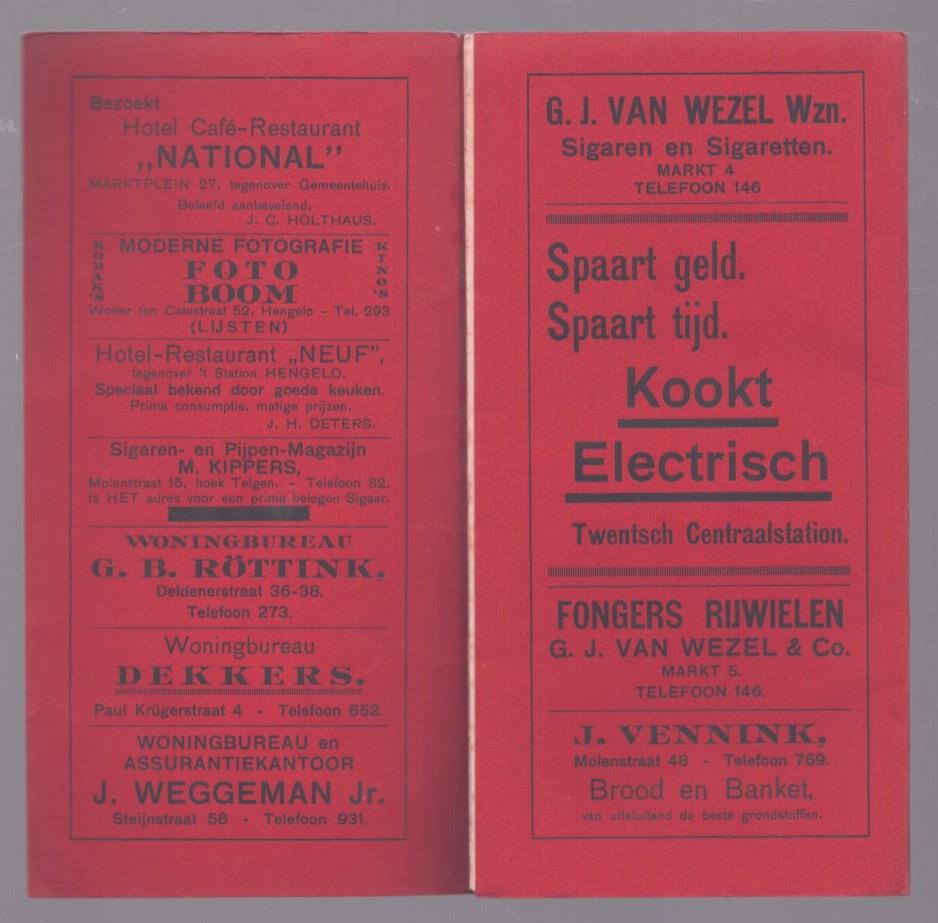 Bezoekt
Hotel Café-Restaurant
„NATIONAL”
MARKTPLEIN 27, tegenover Gemeentehuis.
Beleefd aanbevelend,
J. C. HOLTHAUS.
MODERNE FOTOGRAFIE
KODAK'S
FOTO
BOOM
KINO'S
Wolter ten Catestraat 52, Hengelo - Tel. 293
(LIJSTEN)
Hotel-Restaurant „NEUF”,
tegenover 't Station HENGELO.
Speciaal bekend door goede keuken.
Prima consumptie, matige prijzen.
J. H. DETERS.
Sigaren- en Pijpen-Magazijn
M. KIPPERS,
Molenstraat 15, hoek Telgen. - Telefoon 82.
Is HET adres voor een prima belegen Sigaar.
WONINGBUREAU
G. B. RÖTTINK,
Deldenerstraat 36-38.
Telefoon 273.
Woningbureau
DEKKERS.
Paul Krügerstraat 4 - Telefoon 652.
WONINGBUREAU en
ASSURANTIEKANTOOR
J. WEGGEMAN Jr.
Steijnstraat 56 - Telefoon 931.
G. J. VAN WEZEL Wzn.
Sigaren en Sigaretten.
MARKT 4
TELEFOON 146
Spaart geld.
Spaart tijd.
Kookt
Electrisch
Twentsch Centraalstation.
FONGERS RIJWIELEN
G. J. VAN WEZEL & Co.
MARKT 5.
TELEFOON 146.
J. VENNINK,
Molenstraat 48 - Telefoon 769.
Brood en Banket,
van uitsluitend de beste grondstoffen.